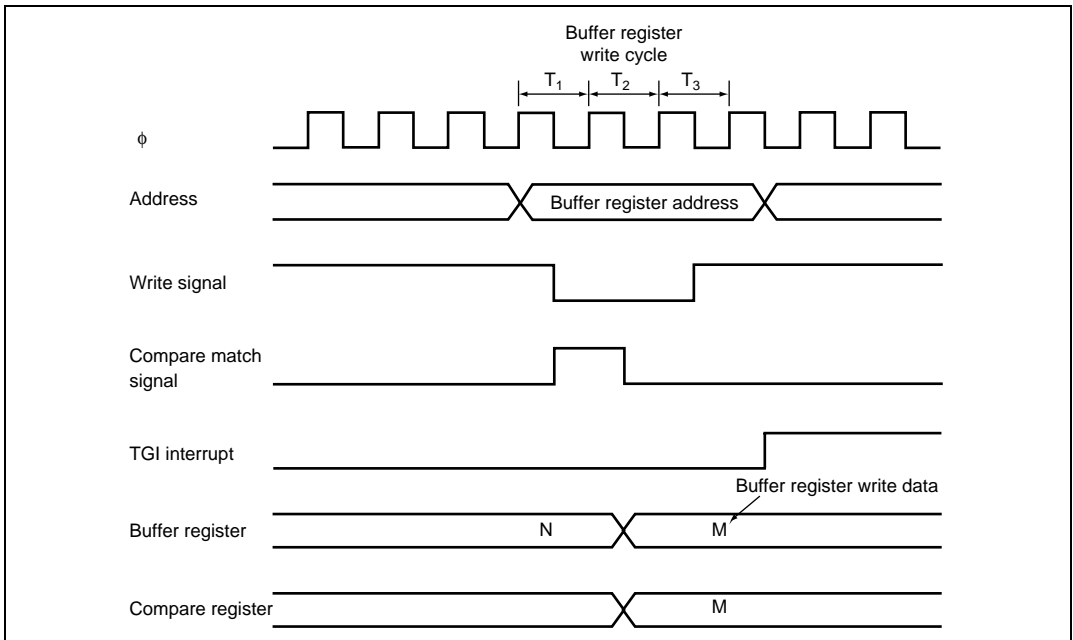 Buffer register
write cycle
T1 T2 T3
ϕ
Address
Buffer register address
Write signal
Compare match
signal
TGI interrupt
Buffer register write data
Buffer register
N
M
Compare register
M